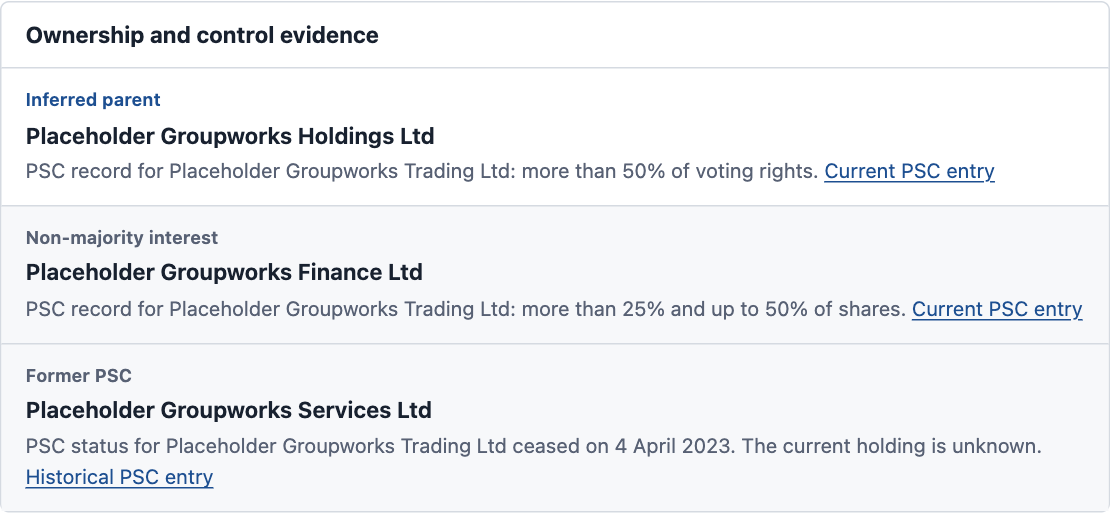 Ownership and control evidence
Inferred parent
Placeholder Groupworks Holdings Ltd
PSC record for Placeholder Groupworks Trading Ltd: more than 50% of voting rights. Current PSC entry
Non-majority interest
Placeholder Groupworks Finance Ltd
PSC record for Placeholder Groupworks Trading Ltd: more than 25% and up to 50% of shares. Current PSC entry
Former PSC
Placeholder Groupworks Services Ltd
PSC status for Placeholder Groupworks Trading Ltd ceased on 4 April 2023. The current holding is unknown.
Historical PSC entry